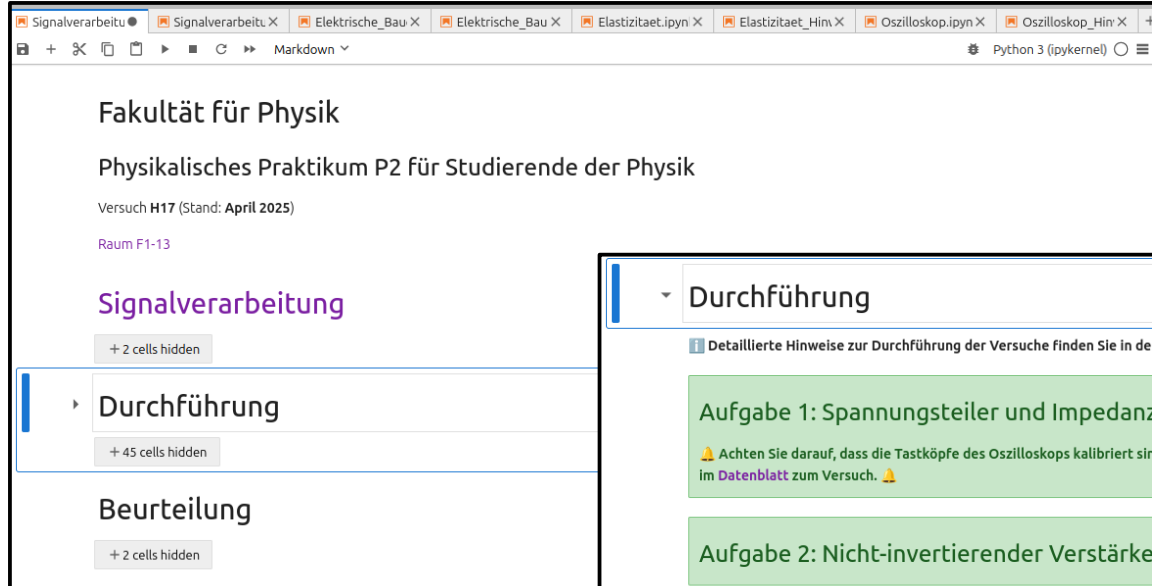 Signalverarbeitu
Signalverarbeitu
Elektrische_Bau
Elektrische_Bau
Elastizitaet.ipyn
Elastizitaet_Hin
Oszilloskop.ipyn
Oszilloskop_Hin
Markdown
Python 3 (ipykernel)
Fakultät für Physik
Physikalisches Praktikum P2 für Studierende der Physik
Versuch H17 (Stand: April 2025)
Raum F1-13
Signalverarbeitung
+ 2 cells hidden
Durchführung
+ 45 cells hidden
Beurteilung
+ 2 cells hidden
Durchführung
ℹ️ Detaillierte Hinweise zur Durchführung der Versuche finden Sie in de
Aufgabe 1: Spannungsteiler und Impedanz
🔔 Achten Sie darauf, dass die Tastköpfe des Oszilloskops kalibriert sin
im Datenblatt zum Versuch. 🔔
Aufgabe 2: Nicht-invertierender Verstärke